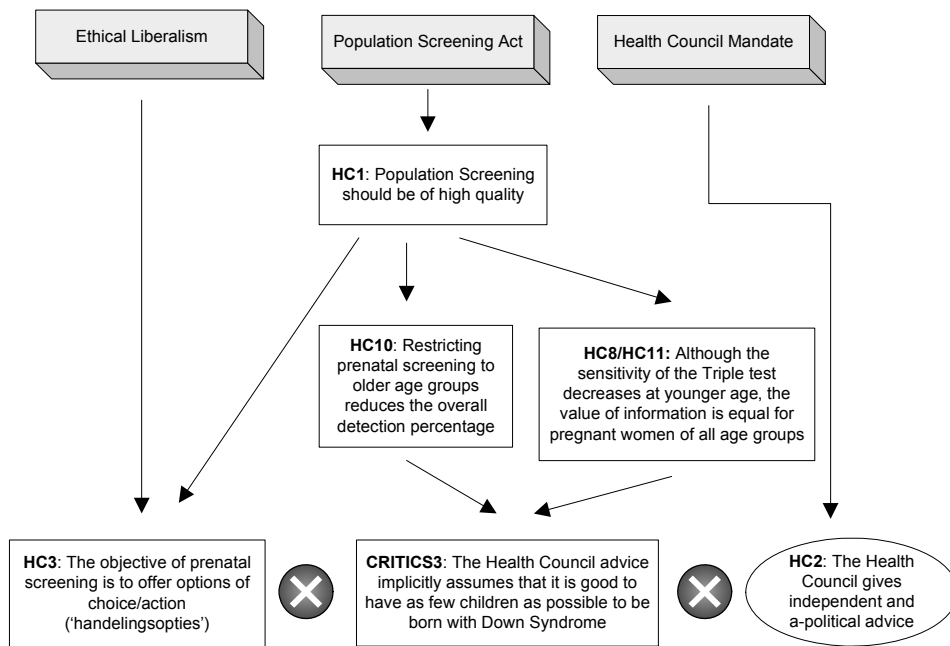 Ethical Liberalism
Population Screening Act
Health Council Mandate
HC1: Population Screening
should be of high quality
HC10: Restricting
prenatal screening to
older age groups
reduces the overall
detection percentage
HC8/HC11: Although the
sensitivity of the Triple test
decreases at younger age, the
value of information is equal for
pregnant women of all age groups
HC3: The objective of prenatal
screening is to offer options of
choice/action
(‘handelingsopties’)
CRITICS3: The Health Council advice
implicitly assumes that it is good to
have as few children as possible to be
born with Down Syndrome
HC2: The Health
Council gives
independent and
a-political advice